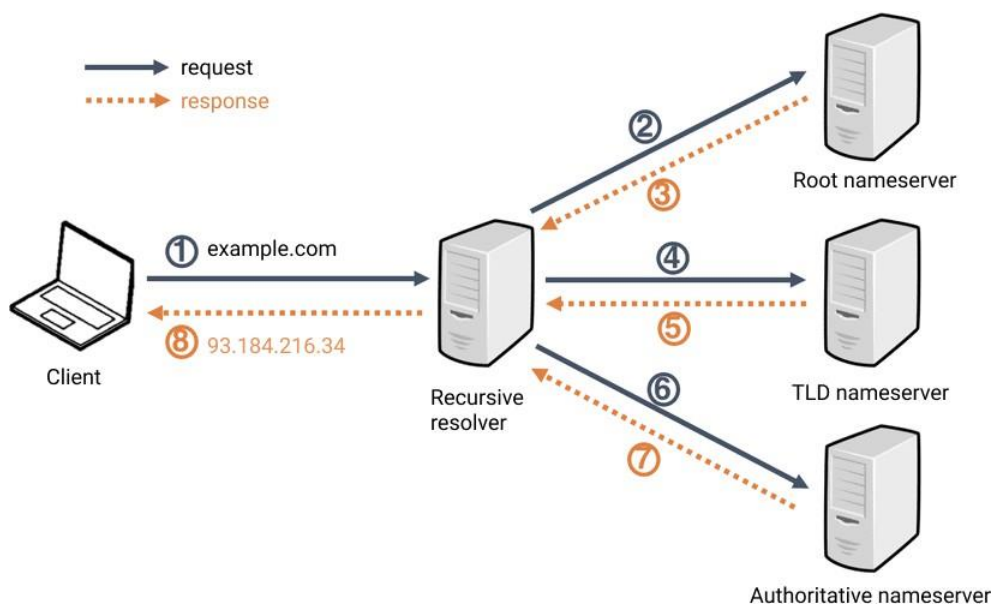 request
response
②
③
Root nameserver
① example.com
④
⑤
⑧ 93.184.216.34
Client
Recursive
resolver
TLD nameserver
⑥
⑦
Authoritative nameserver